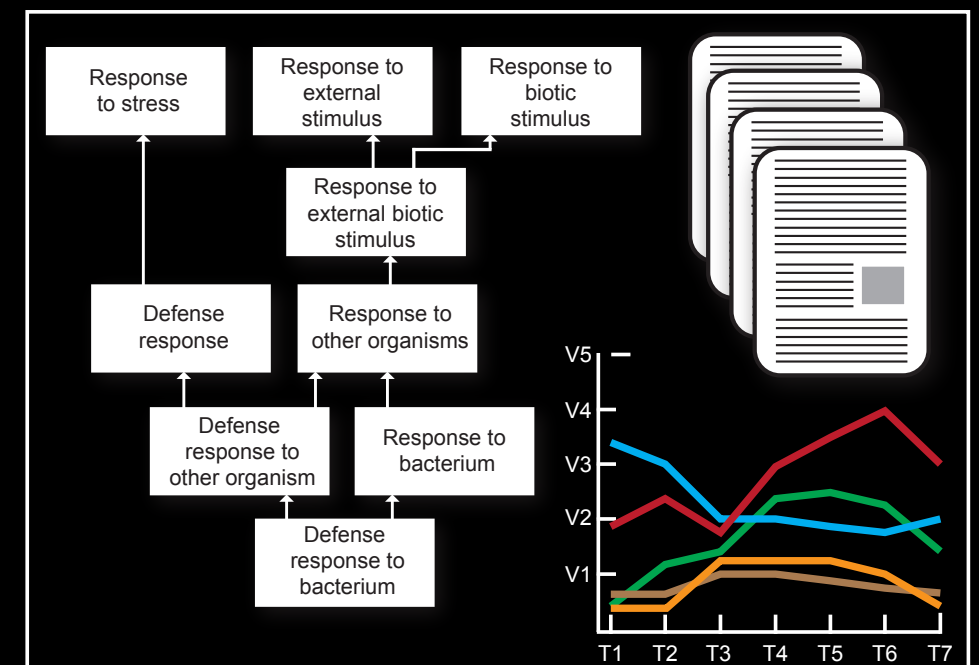 Response
to stress
Response to
external
stimulus
Response to
biotic
stimulus
Response to
external biotic
stimulus
Defense
response
Response to
other organisms
Defense
response to
other organism
Response to
bacterium
Defense
response to
bacterium
V5
V4
V3
V2
V1
T1 T2 T3 T4 T5 T6 T7